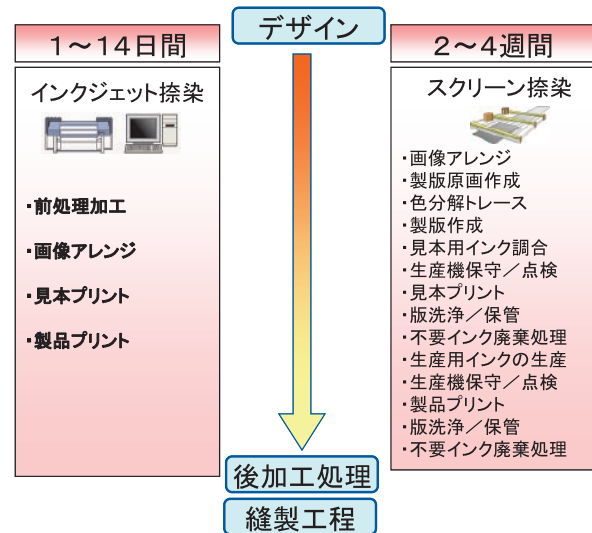 デザイン
1～14日間
インクジェット捺染
・前処理加工
・画像アレンジ
・見本プリント
・製品プリント
2～4週間
スクリーン捺染
・画像アレンジ
・製版原画作成
・色分解トレース
・製版作成
・見本用インク調合
・生産機保守／点検
・見本プリント
・版洗浄／保管
・不要インク廃棄処理
・生産用インクの生産
・生産機保守／点検
・製品プリント
・版洗浄／保管
・不要インク廃棄処理
後加工処理
縫製工程